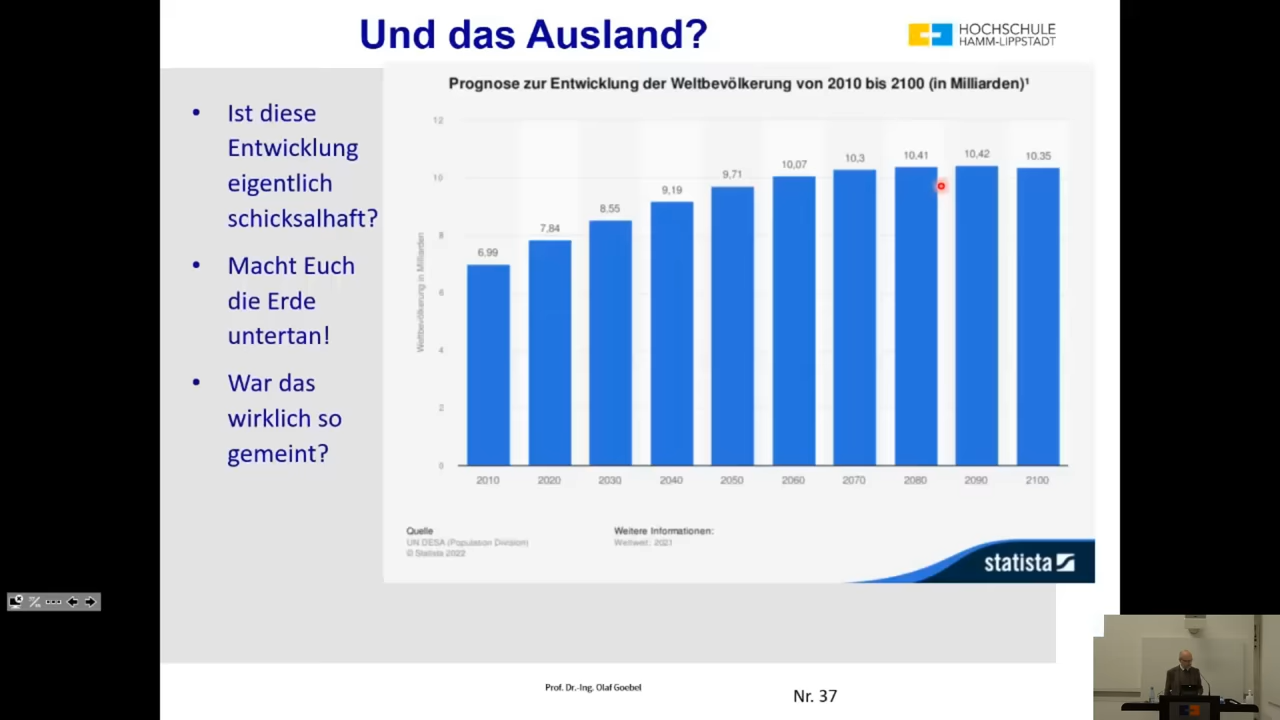 Und das Ausland?
HOCHSCHULE
HAMM-LIPPSTADT
• Ist diese
Entwicklung
eigentlich
schicksalhaft?
• Macht Euch
die Erde
untertan!
• War das
wirklich so
gemeint?
Prognose zur Entwicklung der Weltbevölkerung von 2010 bis 2100 (in Milliarden)¹
Weltbevölkerung in Milliarden
12
10
8
6
4
2
0
6,99
7,84
8,55
9,19
9,71
10,07
10,3
10,41
10,42
10.35
2010 2020 2030 2040 2050 2060 2070 2080 2090 2100
Quelle
UN DESA (Population Division)
© Statista 2022
Weitere Informationen:
Weltweit; 2021
statista
Prof. Dr.-Ing. Olaf Goebel
Nr. 37